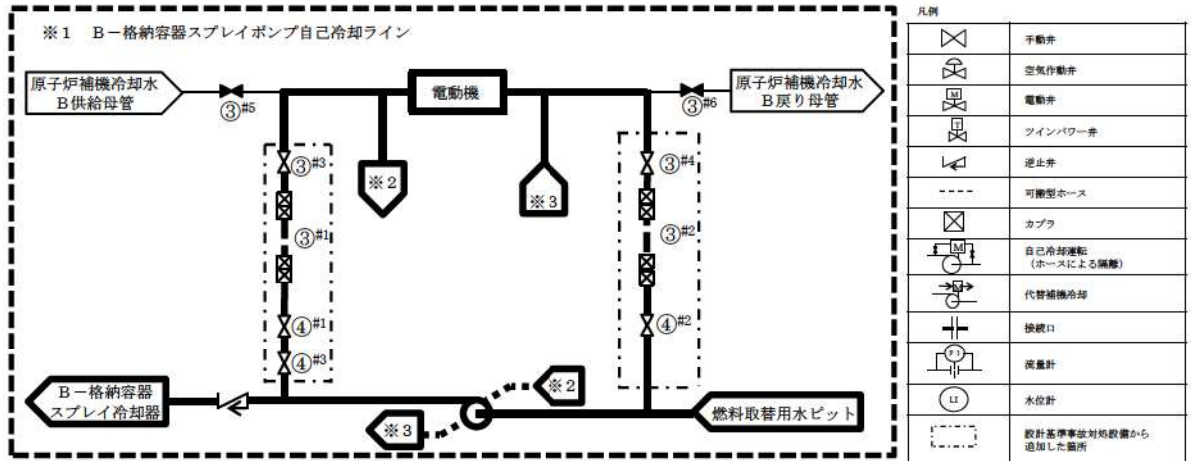 ※1 B－格納容器スプレイポンプ自己冷却ライン
原子炉補機冷却水
B供給母管
③#5
電動機
③#6
原子炉補機冷却水
B戻り母管
③#3
※2
※3
③#4
③#1
③#2
④#1
④#2
④#3
B－格納容器
スプレイ冷却器
※3
※2
燃料取替用水ピット
凡例
手動弁
空気作動弁
M
電動弁
T
ツインパワー弁
逆止弁
可搬型ホース
カプラ
M
自己冷却運転
(ホースによる隔離)
M
代替補機冷却
接続口
FI
流量計
LI
水位計
設計基準事故対処設備から
追加した箇所